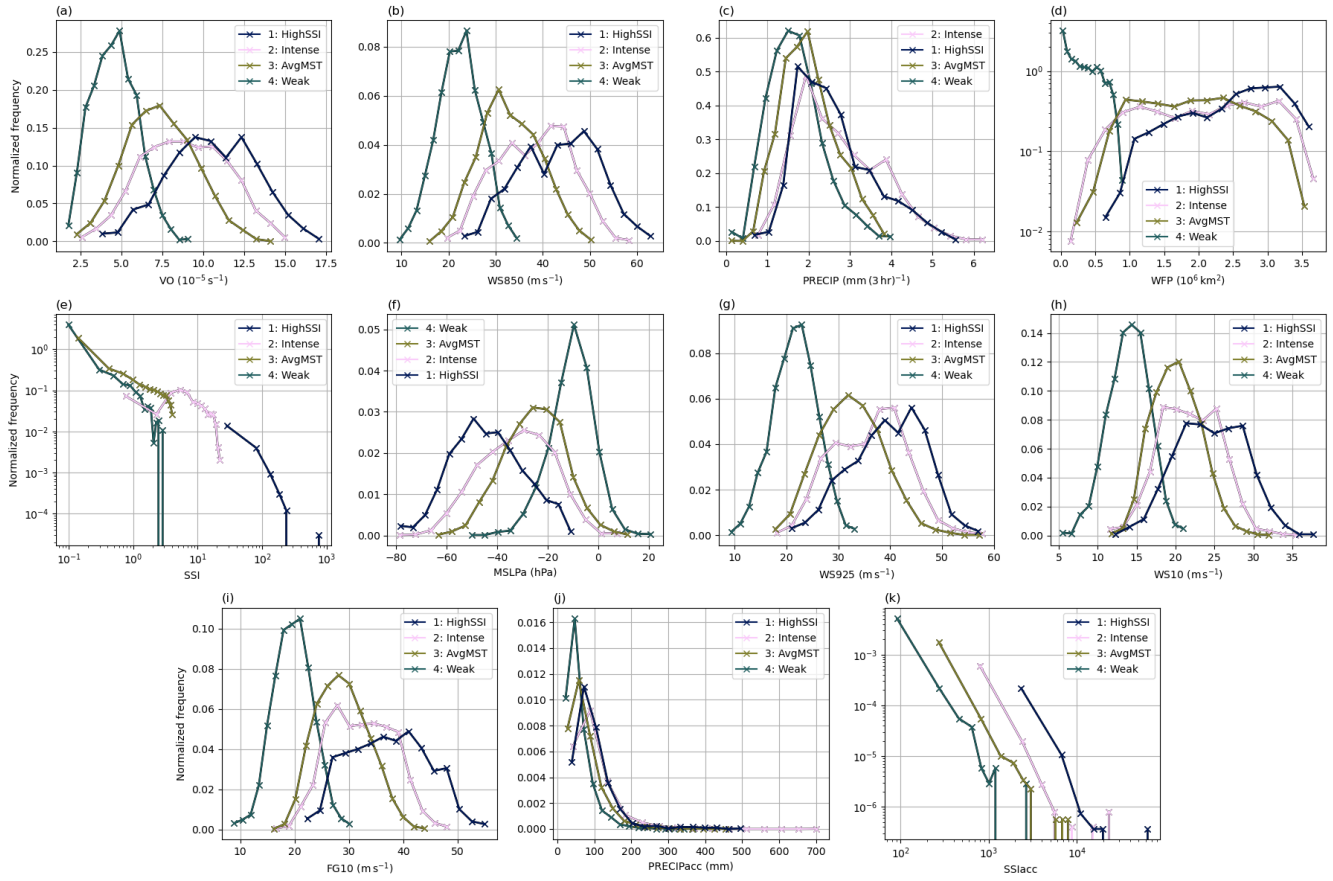 (a)
Normalized frequency
0.25
0.20
0.15
0.10
0.05
0.00
2.5 5.0 7.5 10.0 12.5 15.0 17.5
VO (10⁻⁵ s⁻¹)
1: HighSSI
2: Intense
3: AvgMST
4: Weak
(b)
0.08
0.06
0.04
0.02
0.00
10 20 30 40 50 60
WS850 (m s⁻¹)
1: HighSSI
2: Intense
3: AvgMST
4: Weak
(c)
0.6
0.5
0.4
0.3
0.2
0.1
0.0
0 1 2 3 4 5 6
PRECIP (mm (3 hr)⁻¹)
2: Intense
1: HighSSI
3: AvgMST
4: Weak
(d)
10⁰
10⁻¹
10⁻²
0.0 0.5 1.0 1.5 2.0 2.5 3.0 3.5
WFP (10⁶ km²)
1: HighSSI
2: Intense
3: AvgMST
4: Weak
(e)
Normalized frequency
10⁰
10⁻¹
10⁻²
10⁻³
10⁻⁴
10⁻¹ 10⁰ 10¹ 10² 10³
SSI
1: HighSSI
2: Intense
3: AvgMST
4: Weak
(f)
0.05
0.04
0.03
0.02
0.01
0.00
−80 −60 −40 −20 0 20
MSLPa (hPa)
4: Weak
3: AvgMST
2: Intense
1: HighSSI
(g)
0.08
0.06
0.04
0.02
0.00
10 20 30 40 50 60
WS925 (m s⁻¹)
1: HighSSI
2: Intense
3: AvgMST
4: Weak
(h)
0.14
0.12
0.10
0.08
0.06
0.04
0.02
0.00
5 10 15 20 25 30 35
WS10 (m s⁻¹)
1: HighSSI
2: Intense
3: AvgMST
4: Weak
(i)
Normalized frequency
0.10
0.08
0.06
0.04
0.02
0.00
10 20 30 40 50
FG10 (m s⁻¹)
1: HighSSI
2: Intense
3: AvgMST
4: Weak
(j)
0.016
0.014
0.012
0.010
0.008
0.006
0.004
0.002
0.000
0 100 200 300 400 500 600 700
PRECIPacc (mm)
1: HighSSI
2: Intense
3: AvgMST
4: Weak
(k)
10⁻³
10⁻⁴
10⁻⁵
10⁻⁶
10² 10³ 10⁴
SSIacc
1: HighSSI
2: Intense
3: AvgMST
4: Weak